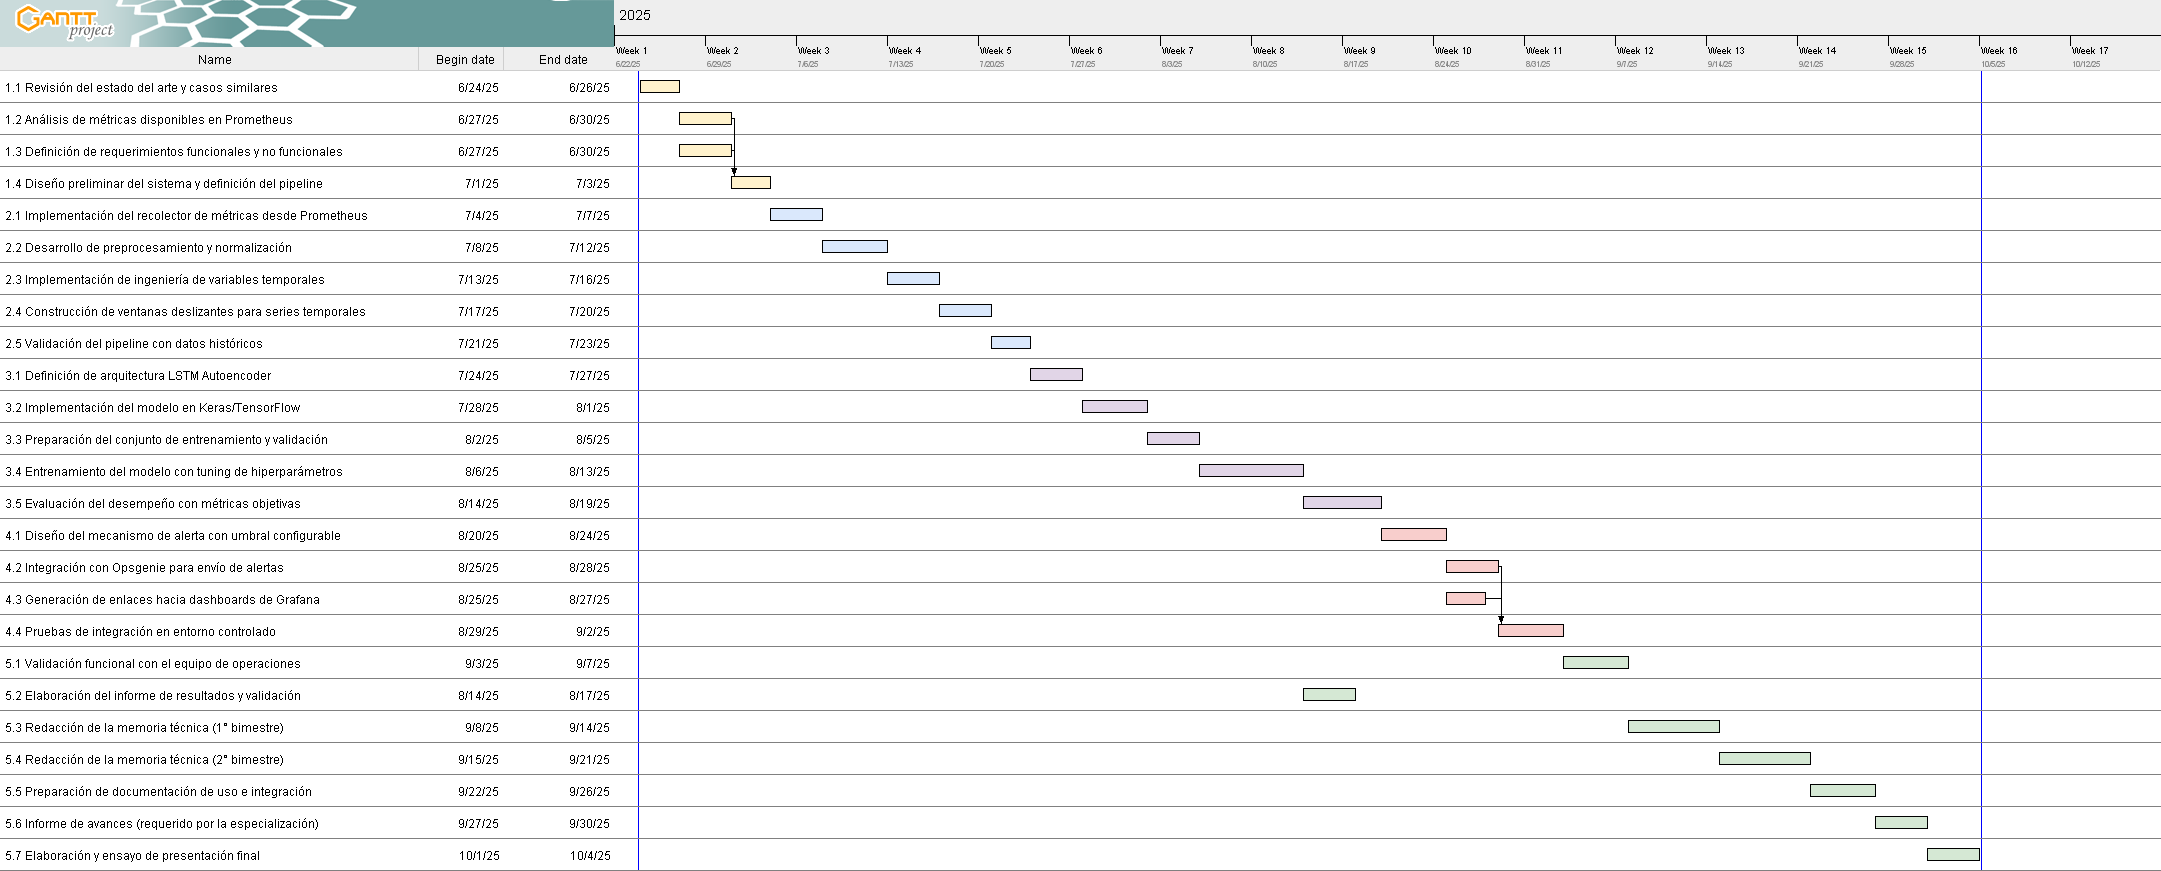 GANTT
project
2025
Week 1 Week 2 Week 3 Week 4 Week 5 Week 6 Week 7 Week 8 Week 9 Week 10 Week 11 Week 12 Week 13 Week 14 Week 15 Week 16 Week 17
Name Begin date End date 6/22/25 6/29/25 7/6/25 7/13/25 7/20/25 7/27/25 8/3/25 8/10/25 8/17/25 8/24/25 8/31/25 9/7/25 9/14/25 9/21/25 9/28/25 10/5/25 10/12/25
1.1 Revisión del estado del arte y casos similares 6/24/25 6/26/25
1.2 Análisis de métricas disponibles en Prometheus 6/27/25 6/30/25
1.3 Definición de requerimientos funcionales y no funcionales 6/27/25 6/30/25
1.4 Diseño preliminar del sistema y definición del pipeline 7/1/25 7/3/25
2.1 Implementación del recolector de métricas desde Prometheus 7/4/25 7/7/25
2.2 Desarrollo de preprocesamiento y normalización 7/8/25 7/12/25
2.3 Implementación de ingeniería de variables temporales 7/13/25 7/16/25
2.4 Construcción de ventanas deslizantes para series temporales 7/17/25 7/20/25
2.5 Validación del pipeline con datos históricos 7/21/25 7/23/25
3.1 Definición de arquitectura LSTM Autoencoder 7/24/25 7/27/25
3.2 Implementación del modelo en Keras/TensorFlow 7/28/25 8/1/25
3.3 Preparación del conjunto de entrenamiento y validación 8/2/25 8/5/25
3.4 Entrenamiento del modelo con tuning de hiperparámetros 8/6/25 8/13/25
3.5 Evaluación del desempeño con métricas objetivas 8/14/25 8/19/25
4.1 Diseño del mecanismo de alerta con umbral configurable 8/20/25 8/24/25
4.2 Integración con Opsgenie para envío de alertas 8/25/25 8/28/25
4.3 Generación de enlaces hacia dashboards de Grafana 8/25/25 8/27/25
4.4 Pruebas de integración en entorno controlado 8/29/25 9/2/25
5.1 Validación funcional con el equipo de operaciones 9/3/25 9/7/25
5.2 Elaboración del informe de resultados y validación 8/14/25 8/17/25
5.3 Redacción de la memoria técnica (1° bimestre) 9/8/25 9/14/25
5.4 Redacción de la memoria técnica (2° bimestre) 9/15/25 9/21/25
5.5 Preparación de documentación de uso e integración 9/22/25 9/26/25
5.6 Informe de avances (requerido por la especialización) 9/27/25 9/30/25
5.7 Elaboración y ensayo de presentación final 10/1/25 10/4/25